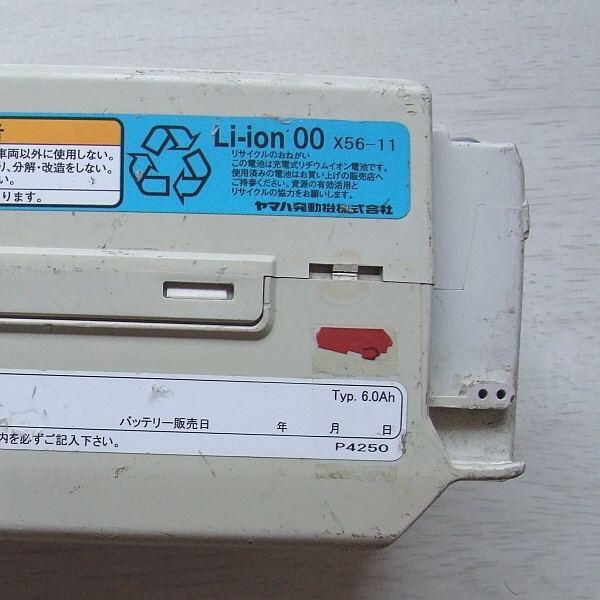 車両以外に使用しない。
り、分解・改造をしない。
い。
ります。
Li-ion 00 X56-11
リサイクルのおねがい
この電池は充電式リチウムイオン電池です。
使用済みの電池はお買い上げの販売店へ
ご持参ください。資源の有効活用と
リサイクルの協力をお願いします。
ヤマハ発動機株式会社
Typ. 6.0Ah
バッテリー販売日 年 月 日
内を必ずご記入下さい。
P4250